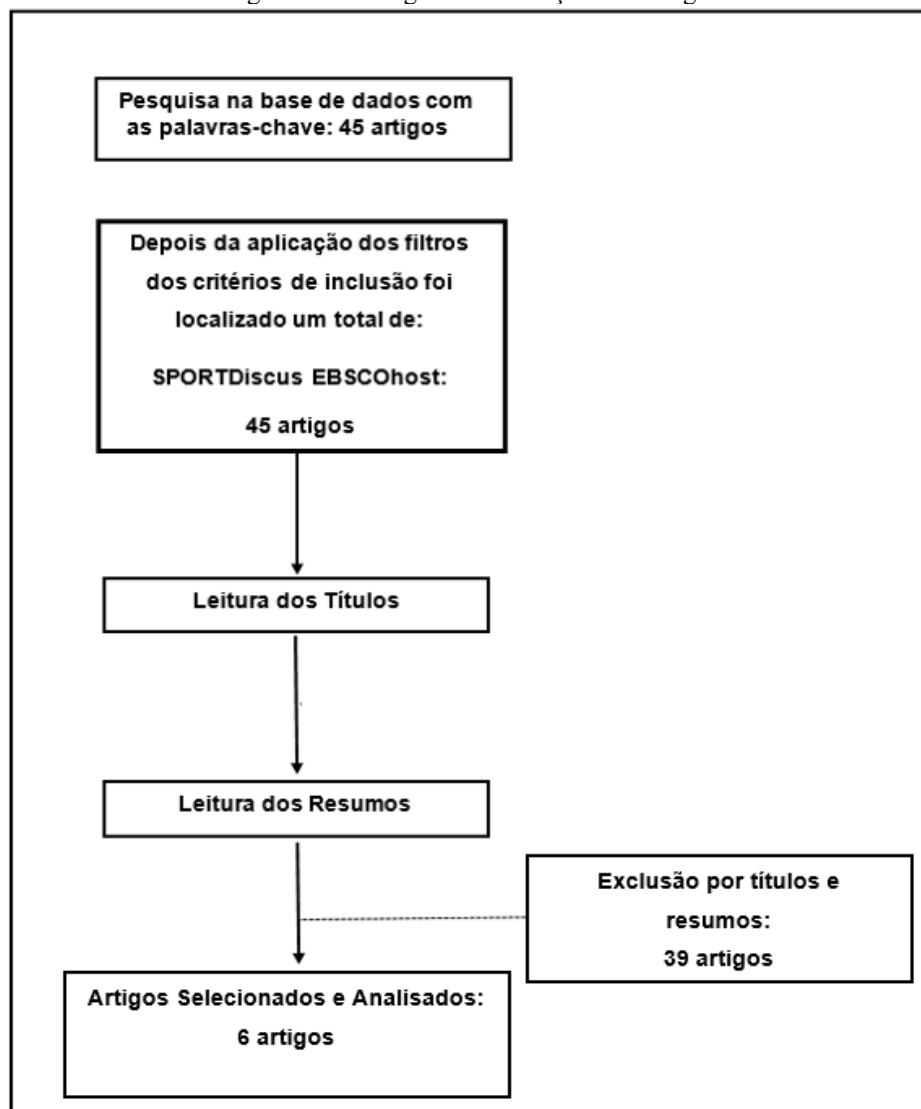 Pesquisa na base de dados com
as palavras-chave: 45 artigos
Depois da aplicação dos filtros
dos critérios de inclusão foi
localizado um total de:
SPORTDiscus EBSCOhost:
45 artigos
Leitura dos Títulos
Leitura dos Resumos
Exclusão por títulos e
resumos:
39 artigos
Artigos Selecionados e Analisados:
6 artigos